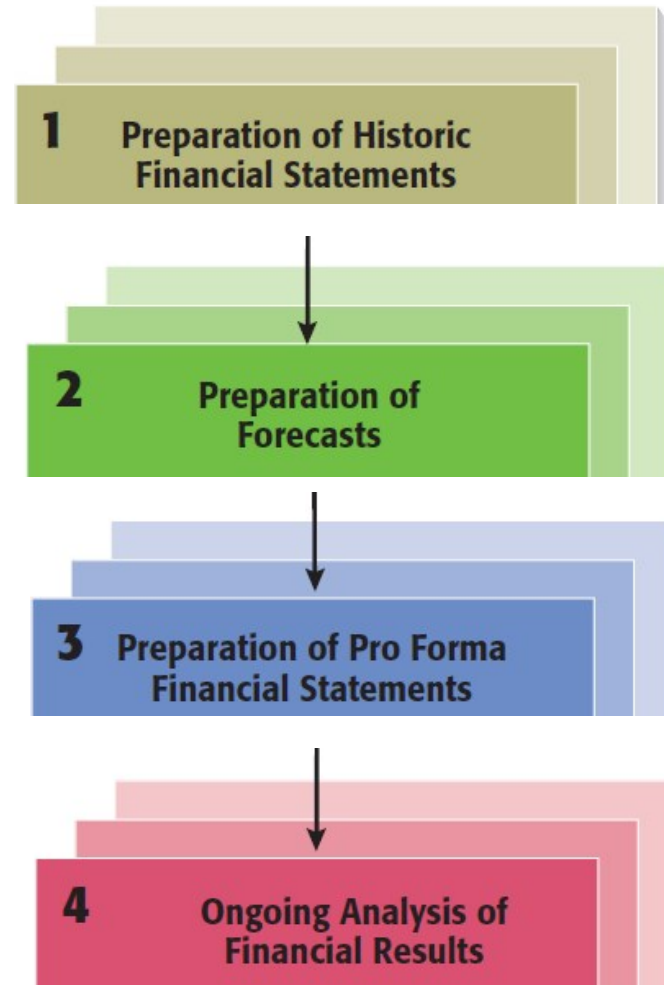 1 Preparation of Historic
Financial Statements
2 Preparation of
Forecasts
3 Preparation of Pro Forma
Financial Statements
4 Ongoing Analysis of
Financial Results